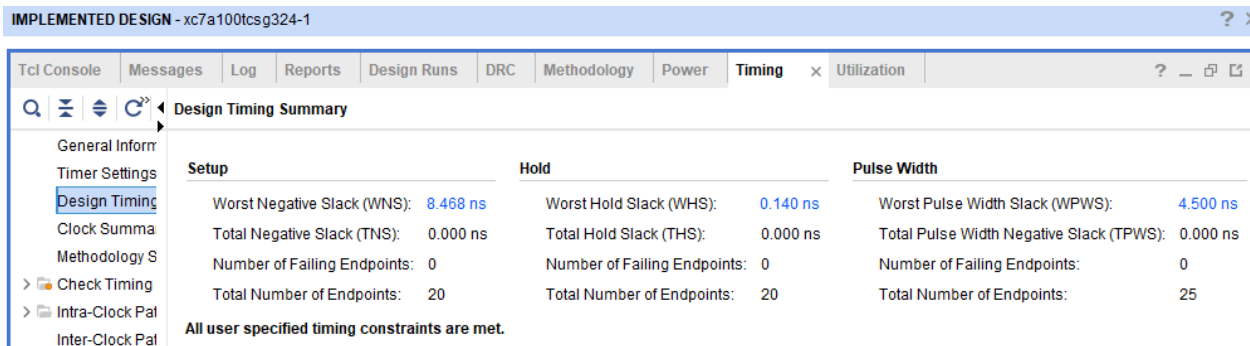 IMPLEMENTED DESIGN - xc7a100tcsg324-1 ?
Tcl Console Messages Log Reports Design Runs DRC Methodology Power Timing × Utilization ? _
Design Timing Summary
General Inform
Timer Settings
Design Timing
Clock Summa
Methodology S
Check Timing
Intra-Clock Pat
Inter-Clock Pat
Setup Hold Pulse Width
Worst Negative Slack (WNS): 8.468 ns Worst Hold Slack (WHS): 0.140 ns Worst Pulse Width Slack (WPWS): 4.500 ns
Total Negative Slack (TNS): 0.000 ns Total Hold Slack (THS): 0.000 ns Total Pulse Width Negative Slack (TPWS): 0.000 ns
Number of Failing Endpoints: 0 Number of Failing Endpoints: 0 Number of Failing Endpoints: 0
Total Number of Endpoints: 20 Total Number of Endpoints: 20 Total Number of Endpoints: 25
All user specified timing constraints are met.